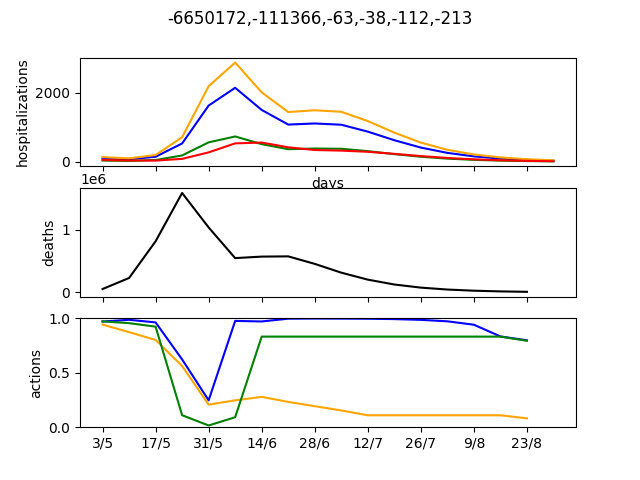 -6650172,-111366,-63,-38,-112,-213
hospitalizations
2000
0
days
1e6
deaths
1
0
actions
1.0
0.5
0.0
3/5 17/5 31/5 14/6 28/6 12/7 26/7 9/8 23/8